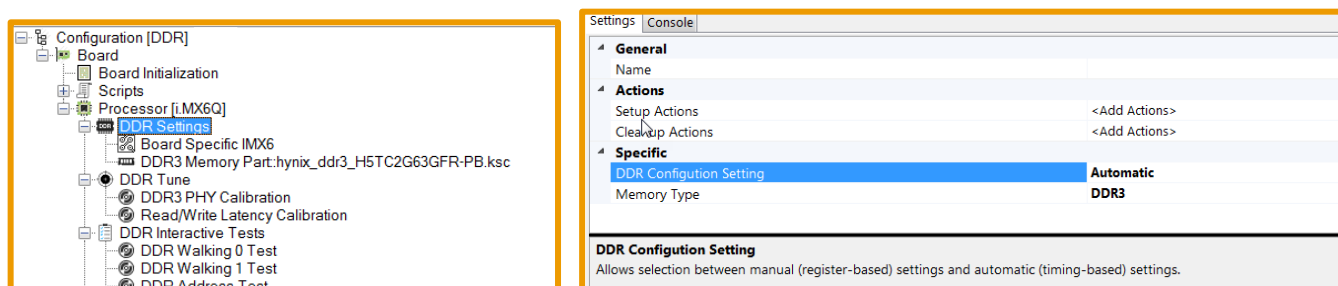 Configuration [DDR]
Board
Board Initialization
Scripts
Processor [i.MX6Q]
DDR Settings
Board Specific IMX6
DDR3 Memory Part::hynix_ddr3_H5TC2G63GFR-PB.ksc
DDR Tune
DDR3 PHY Calibration
Read/Write Latency Calibration
DDR Interactive Tests
DDR Walking 0 Test
DDR Walking 1 Test
DDR Address Test
Settings Console
General
Name
Actions
Setup Actions <Add Actions>
Cleanup Actions <Add Actions>
Specific
DDR Configution Setting Automatic
Memory Type DDR3
DDR Configution Setting
Allows selection between manual (register-based) settings and automatic (timing-based) settings.